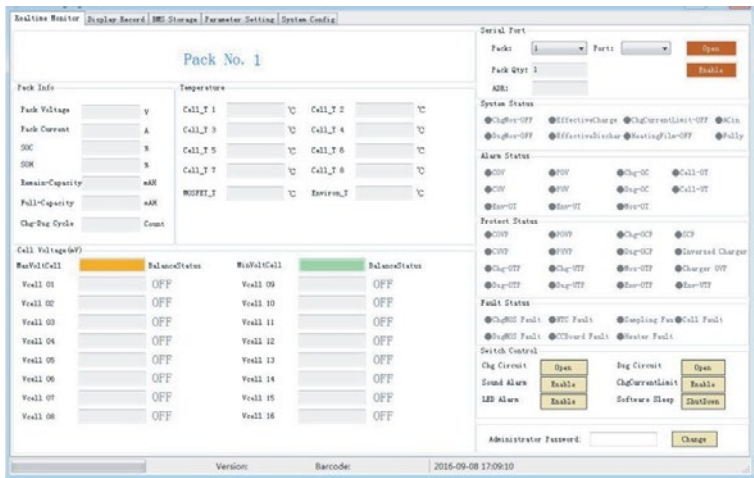 Realtime Monitor Display Record BMS Storage Parameter Setting System Config
Pack No. 1
Pack Info
Pack Voltage V
Pack Current A
SOC %
SOH %
Remain-Capacity mAH
Full-Capacity mAH
Chg-Dsg Cycle Count
Temperature
Cell_T 1 ℃ Cell_T 2 ℃
Cell_T 3 ℃ Cell_T 4 ℃
Cell_T 5 ℃ Cell_T 6 ℃
Cell_T 7 ℃ Cell_T 8 ℃
MOSFET_T ℃ Environ_T ℃
Cell Voltage(mV)
MaxVoltCell BalanceStatus MinVoltCell BalanceStatus
Vcell 01 OFF Vcell 09 OFF
Vcell 02 OFF Vcell 10 OFF
Vcell 03 OFF Vcell 11 OFF
Vcell 04 OFF Vcell 12 OFF
Vcell 05 OFF Vcell 13 OFF
Vcell 06 OFF Vcell 14 OFF
Vcell 07 OFF Vcell 15 OFF
Vcell 08 OFF Vcell 16 OFF
Serial Port
Pack: 1 Port: Open
Pack Qty: 1 Enable
ADR:
System Status
ChgMos-OFF EffectiveCharge ChgCurrentLimit-OFF ACin
DsgMos-OFF EffectiveDischar HeatingFilm-OFF Fully
Alarm Status
COV POV Chg-OC Cell-OT
CUV PUV Dsg-OC Cell-UT
Env-OT Env-UT Mos-OT
Protect Status
COVP POVP Chg-OCP SCP
CUVP PUVP Dsg-OCP Inversed Charger
Chg-OTP Chg-UTP Mos-OTP Charger OVP
Dsg-OTP Dsg-UTP Env-OTP Env-UTP
Fault Status
ChgMOS Fault NTC Fault Sampling Fau Cell Fault
DsgMOS Fault CCBoard Fault Heater Fault
Switch Control
Chg Circuit Open Dsg Circuit Open
Sound Alarm Enable ChgCurrentLimit Enable
LED Alarm Enable Software Sleep ShutDown
Administrator Password: Change
Version: Barcode: 2016-09-08 17:09:10